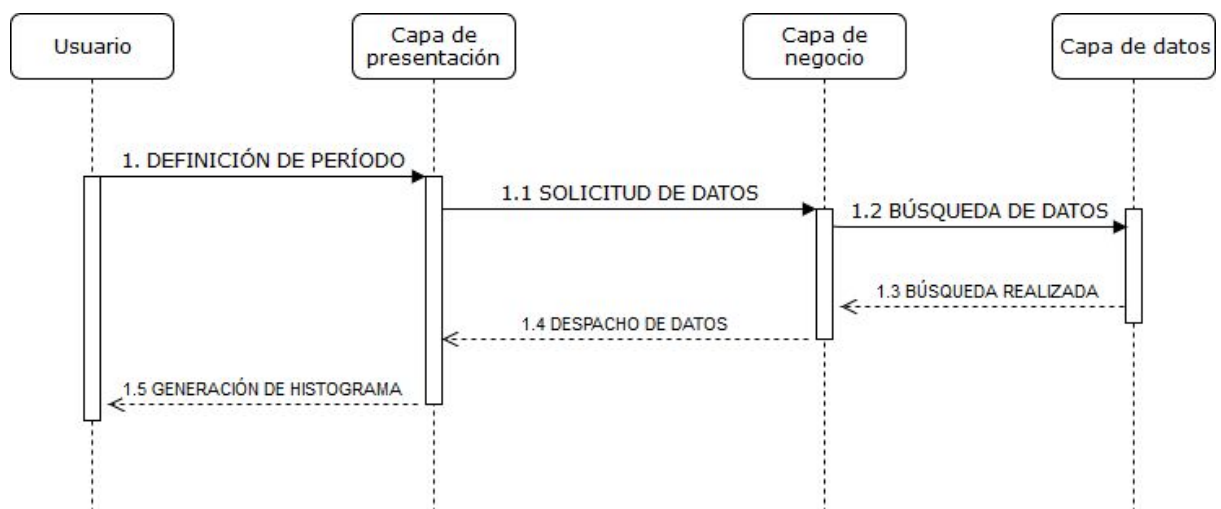 Usuario
Capa de
presentación
Capa de
negocio
Capa de datos
1. DEFINICIÓN DE PERÍODO
1.1 SOLICITUD DE DATOS
1.2 BÚSQUEDA DE DATOS
1.3 BÚSQUEDA REALIZADA
1.4 DESPACHO DE DATOS
1.5 GENERACIÓN DE HISTOGRAMA